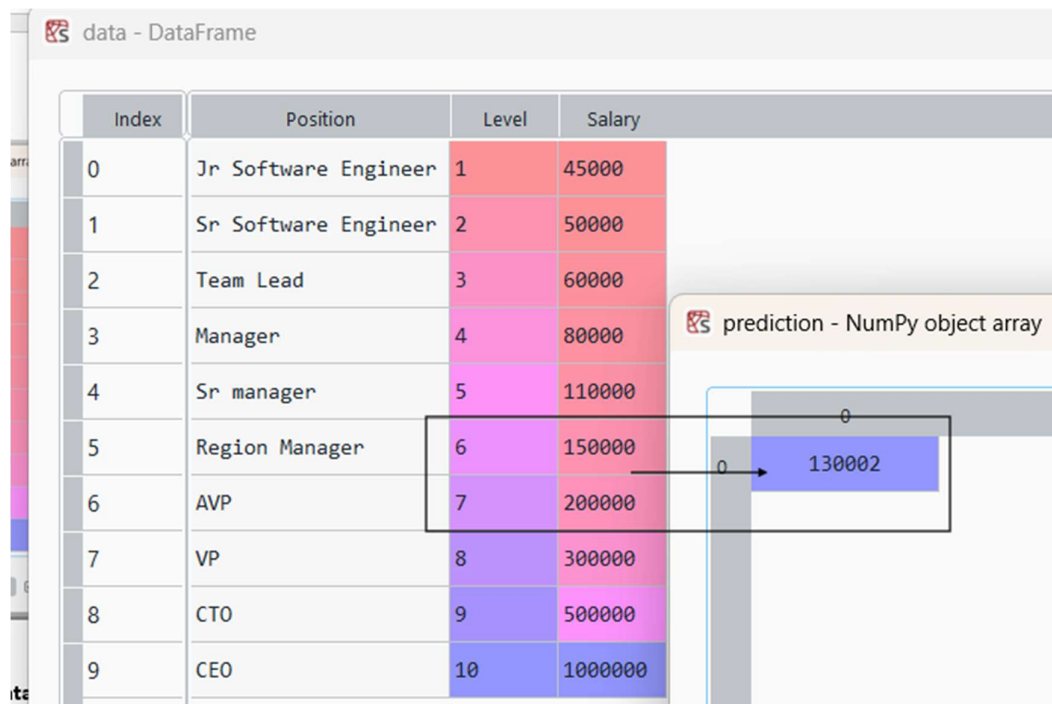 data - DataFrame
Index Position Level Salary
0 Jr Software Engineer 1 45000
1 Sr Software Engineer 2 50000
2 Team Lead 3 60000
3 Manager 4 80000
4 Sr manager 5 110000
5 Region Manager 6 150000
6 AVP 7 200000
7 VP 8 300000
8 CTO 9 500000
9 CEO 10 1000000
prediction - NumPy object array
0
0 130002
arra
ata